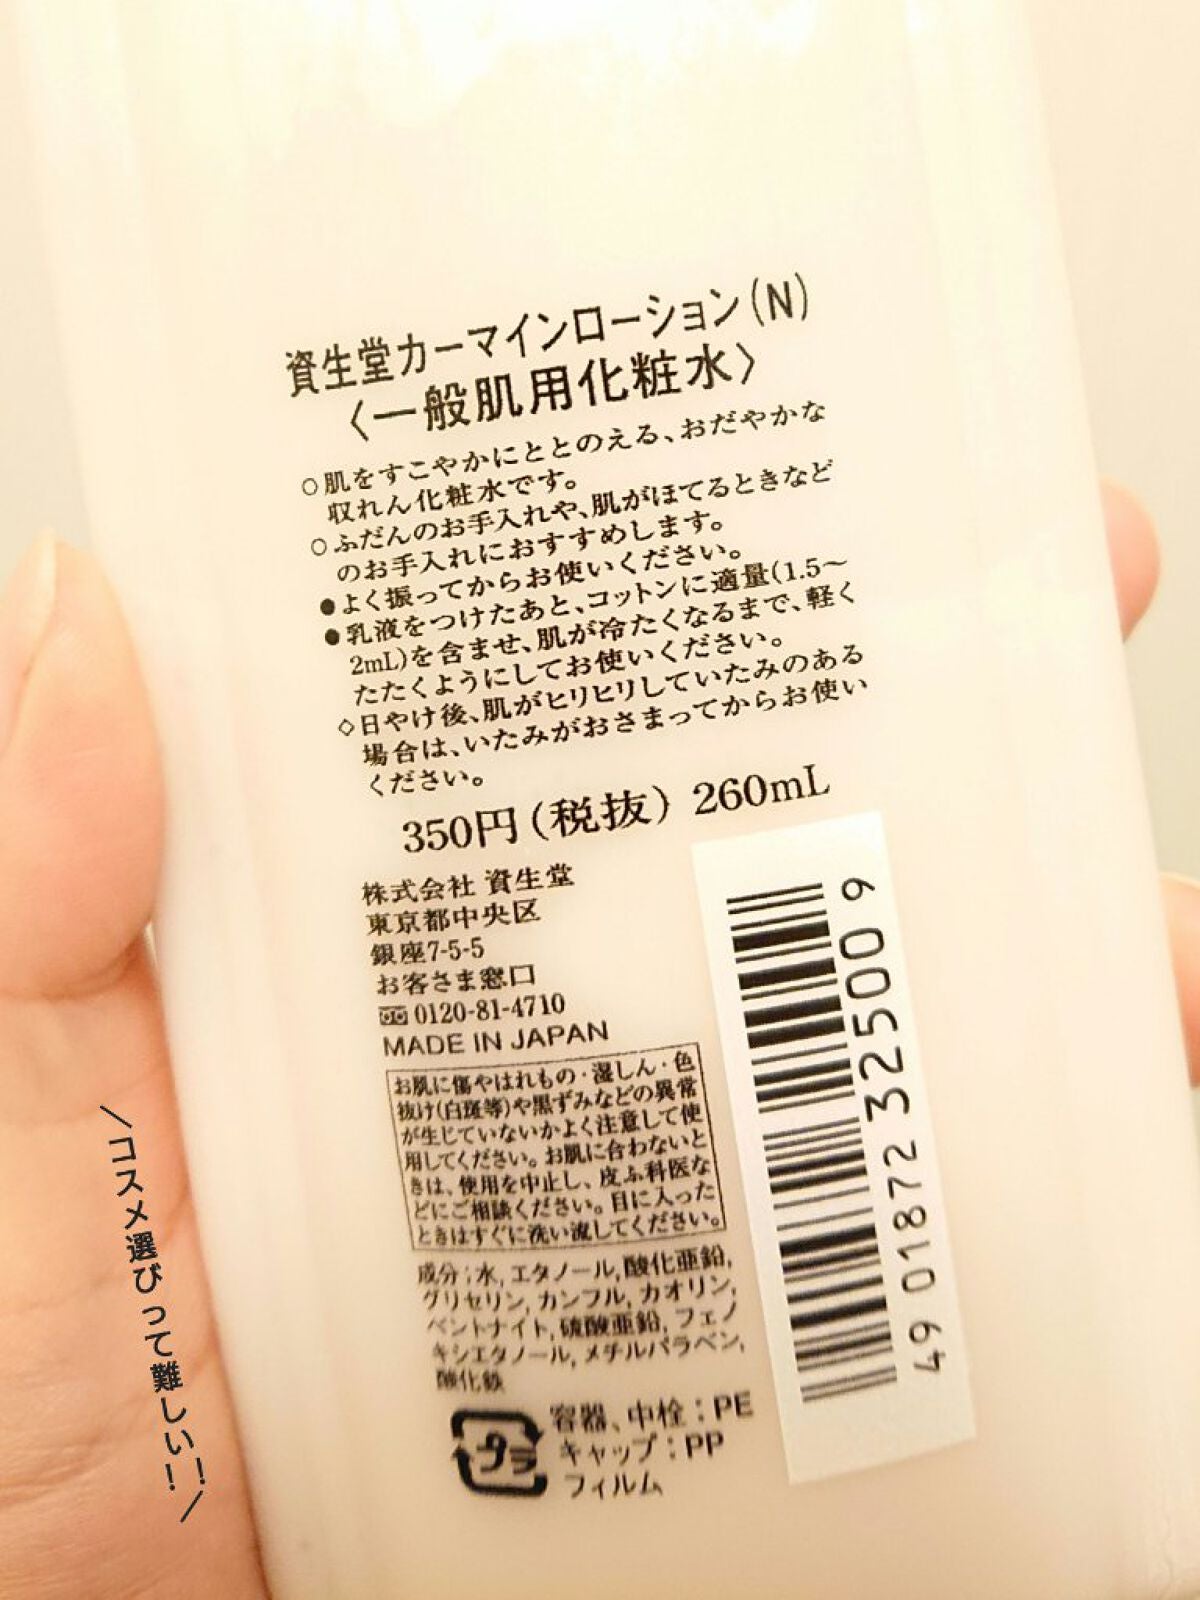 資生堂カーマインローション(N)
〈一般肌用化粧水〉
○肌をすこやかにととのえる、おだやかな
収れん化粧水です。
○ふだんのお手入れや、肌がほてるときなど
のお手入れにおすすめします。
●よく振ってからお使いください。
●乳液をつけたあと、コットンに適量(1.5～
2mL)を含ませ、肌が冷たくなるまで、軽く
たたくようにしてお使いください。
◇日やけ後、肌がヒリヒリしていたみのある
場合は、いたみがおさまってからお使い
ください。
350円(税抜) 260mL
株式会社 資生堂
東京都中央区
銀座7-5-5
お客さま窓口
0120-81-4710
MADE IN JAPAN
お肌に傷やはれもの・湿しん・色
抜け(白斑等)や黒ずみなどの異常
が生じていないかよく注意して使
用してください。お肌に合わないと
きは、使用を中止し、皮ふ科医な
どにご相談ください。目に入った
ときはすぐに洗い流してください。
成分：水,エタノール,酸化亜鉛,
グリセリン,カンフル,カオリン,
ベントナイト,硫酸亜鉛,フェノ
キシエタノール,メチルパラベン,
酸化鉄
プラ
容器、中栓：PE
キャップ：PP
フィルム
49 01872 32500 9
＼コスメ選びって難しい！！／